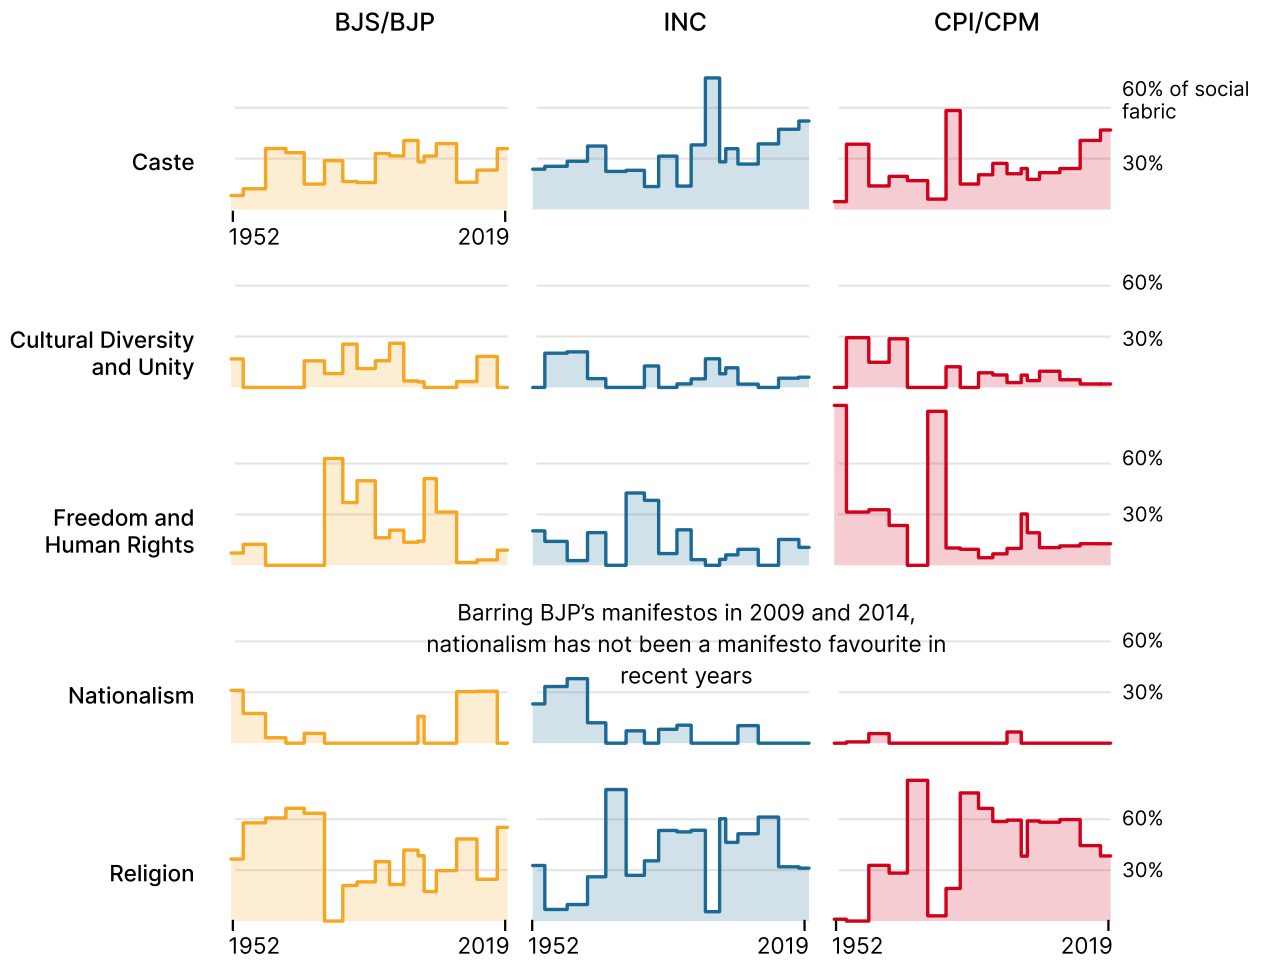 BJS/BJP
INC
CPI/CPM
60% of social
fabric
Caste
30%
1952
2019
60%
Cultural Diversity
and Unity
30%
60%
Freedom and
Human Rights
30%
Barring BJP's manifestos in 2009 and 2014,
nationalism has not been a manifesto favourite in
recent years
60%
Nationalism
30%
60%
Religion
30%
1952
2019
1952
2019
1952
2019